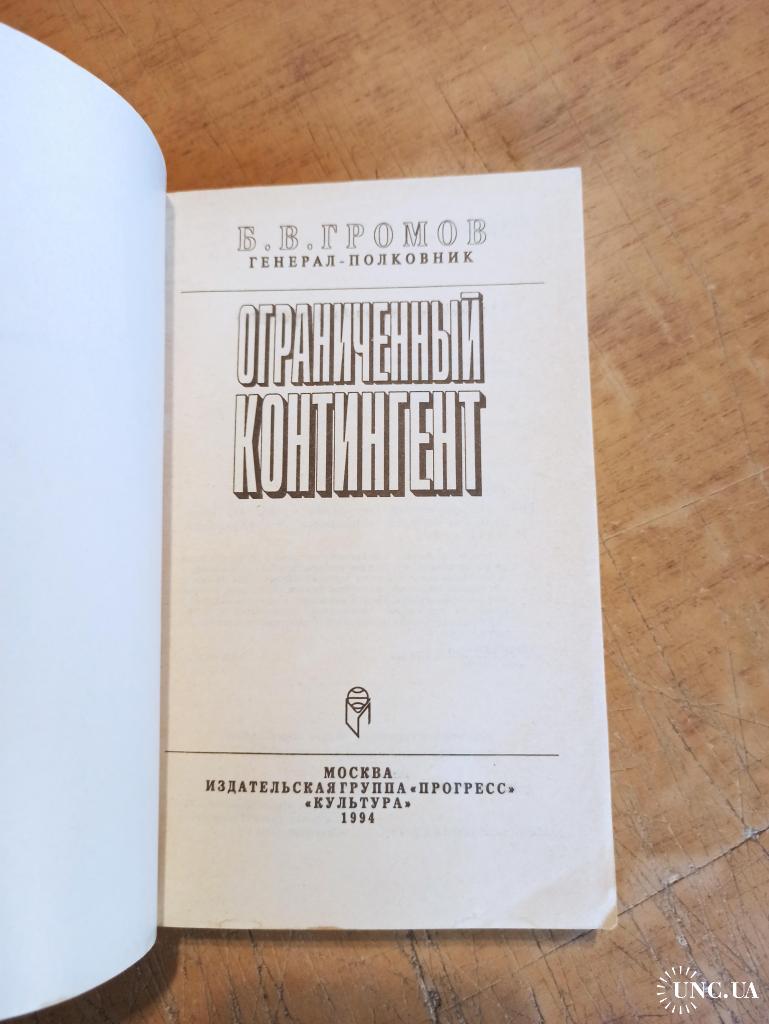 Б.В.ГРОМОВ
ГЕНЕРАЛ-ПОЛКОВНИК
ОГРАНИЧЕННЫЙ
КОНТИНГЕНТ
МОСКВА
ИЗДАТЕЛЬСКАЯ ГРУППА «ПРОГРЕСС»
«КУЛЬТУРА»
1994
UNC.UA